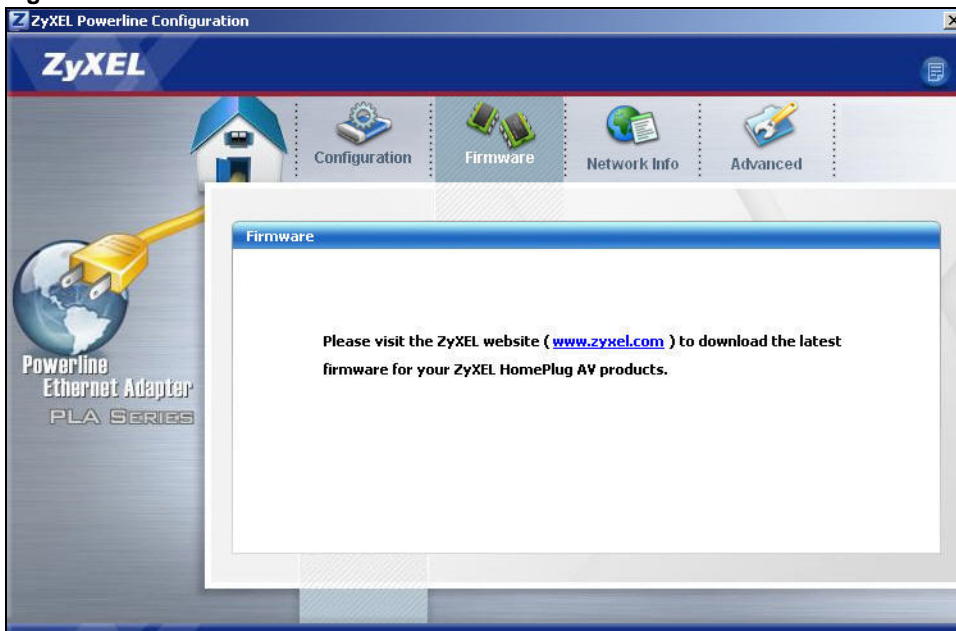 ZyXEL Powerline Configuration
ZyXEL
Configuration
Firmware
Network Info
Advanced
Firmware
Please visit the ZyXEL website ( www.zyxel.com ) to download the latest
firmware for your ZyXEL HomePlug AV products.
Powerline
Ethernet Adapter
PLA SERIES